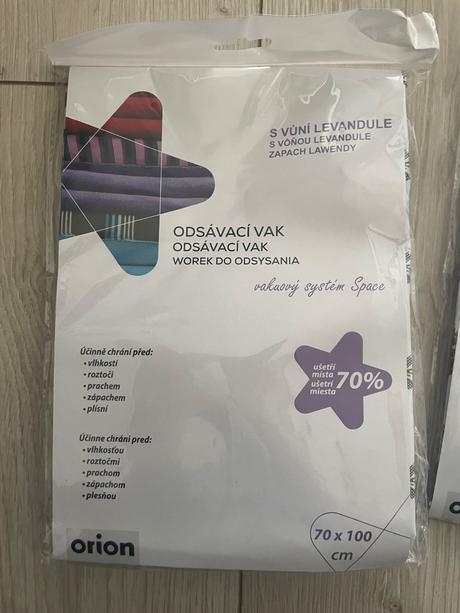 S VŮNÍ LEVANDULE
S VÔŇOU LEVANDULE
ZAPACH LAWENDY
ODSÁVACÍ VAK
ODSÁVACÍ VAK
WOREK DO ODSYSANIA
vakuový systém Space
Účinně chrání před:
• vlhkostí
• roztoči
• prachem
• zápachem
• plísní
ušetří
místa
ušetrí
miesta
70%
Účinne chráni pred:
• vlhkosťou
• roztočmi
• prachom
• zápachom
• plesňou
orion
70 x 100
cm